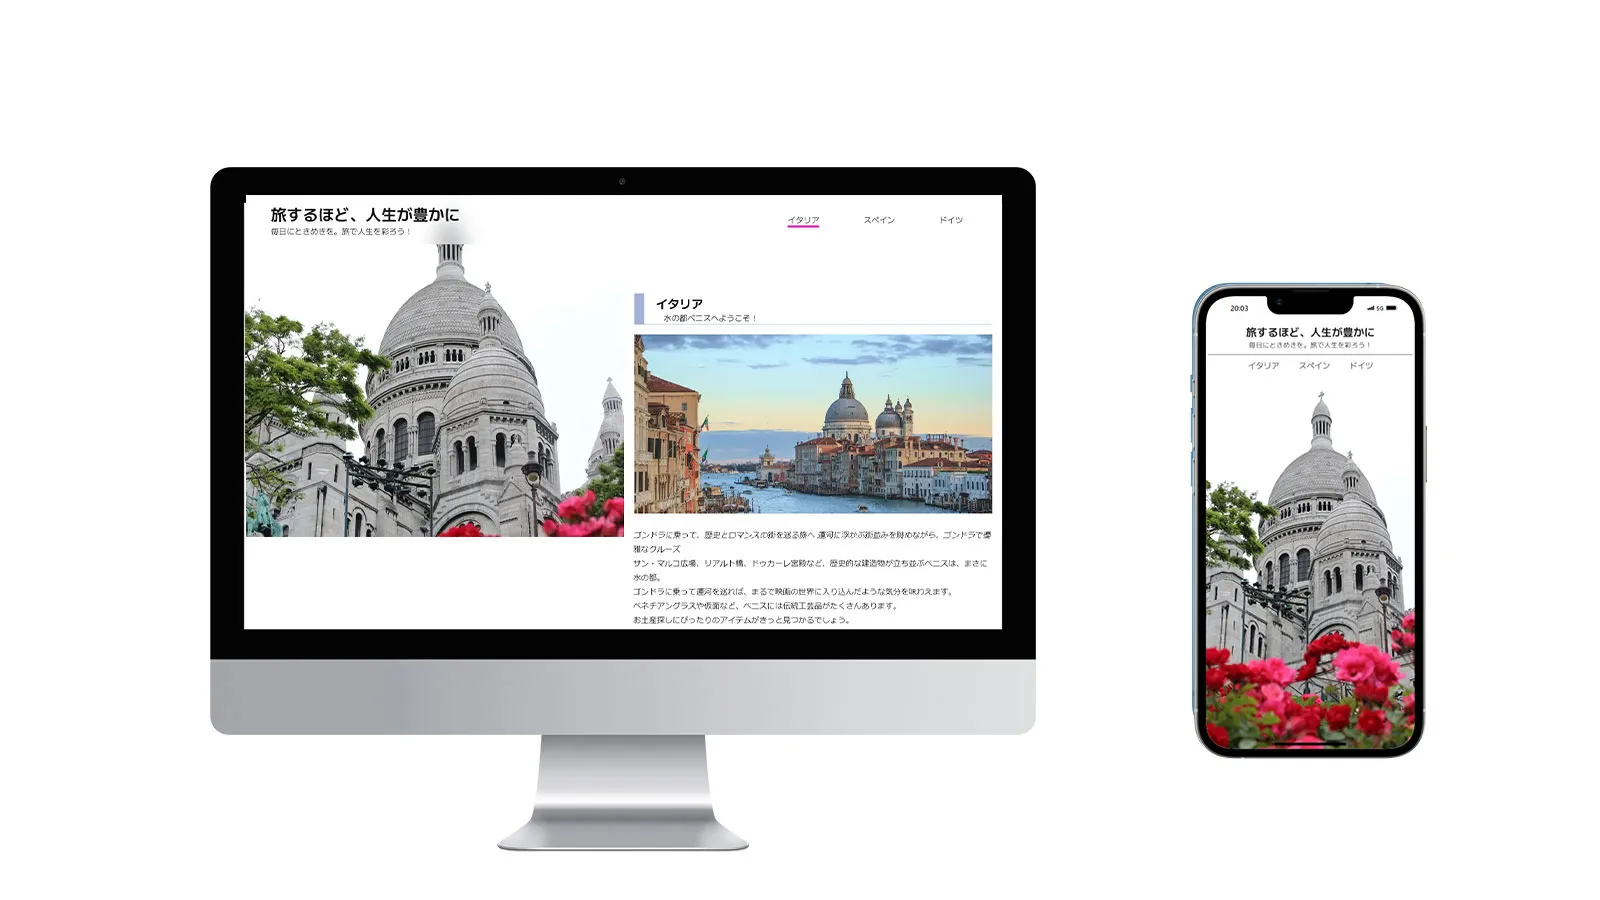 旅するほど、人生が豊かに
毎日にときめきを。旅で人生を彩ろう！
イタリア
スペイン
ドイツ
イタリア
水の都ベニスへようこそ！
ゴンドラに乗って、歴史とロマンスの街を巡る旅へ 運河に浮かぶ街並みを眺めながら、ゴンドラで優
雅なクルーズ
サン・マルコ広場、リアルト橋、ドゥカーレ宮殿など、歴史的な建造物が立ち並ぶベニスは、まさに
水の都。
ゴンドラに乗って運河を巡れば、まるで映画の世界に入り込んだような気分を味わえます。
ベネチアングラスや仮面など、ベニスには伝統工芸品がたくさんあります。
お土産探しにぴったりのアイテムがきっと見つかるでしょう。
20:03
5G
旅するほど、人生が豊かに
毎日にときめきを。旅で人生を彩ろう！
イタリア
スペイン
ドイツ